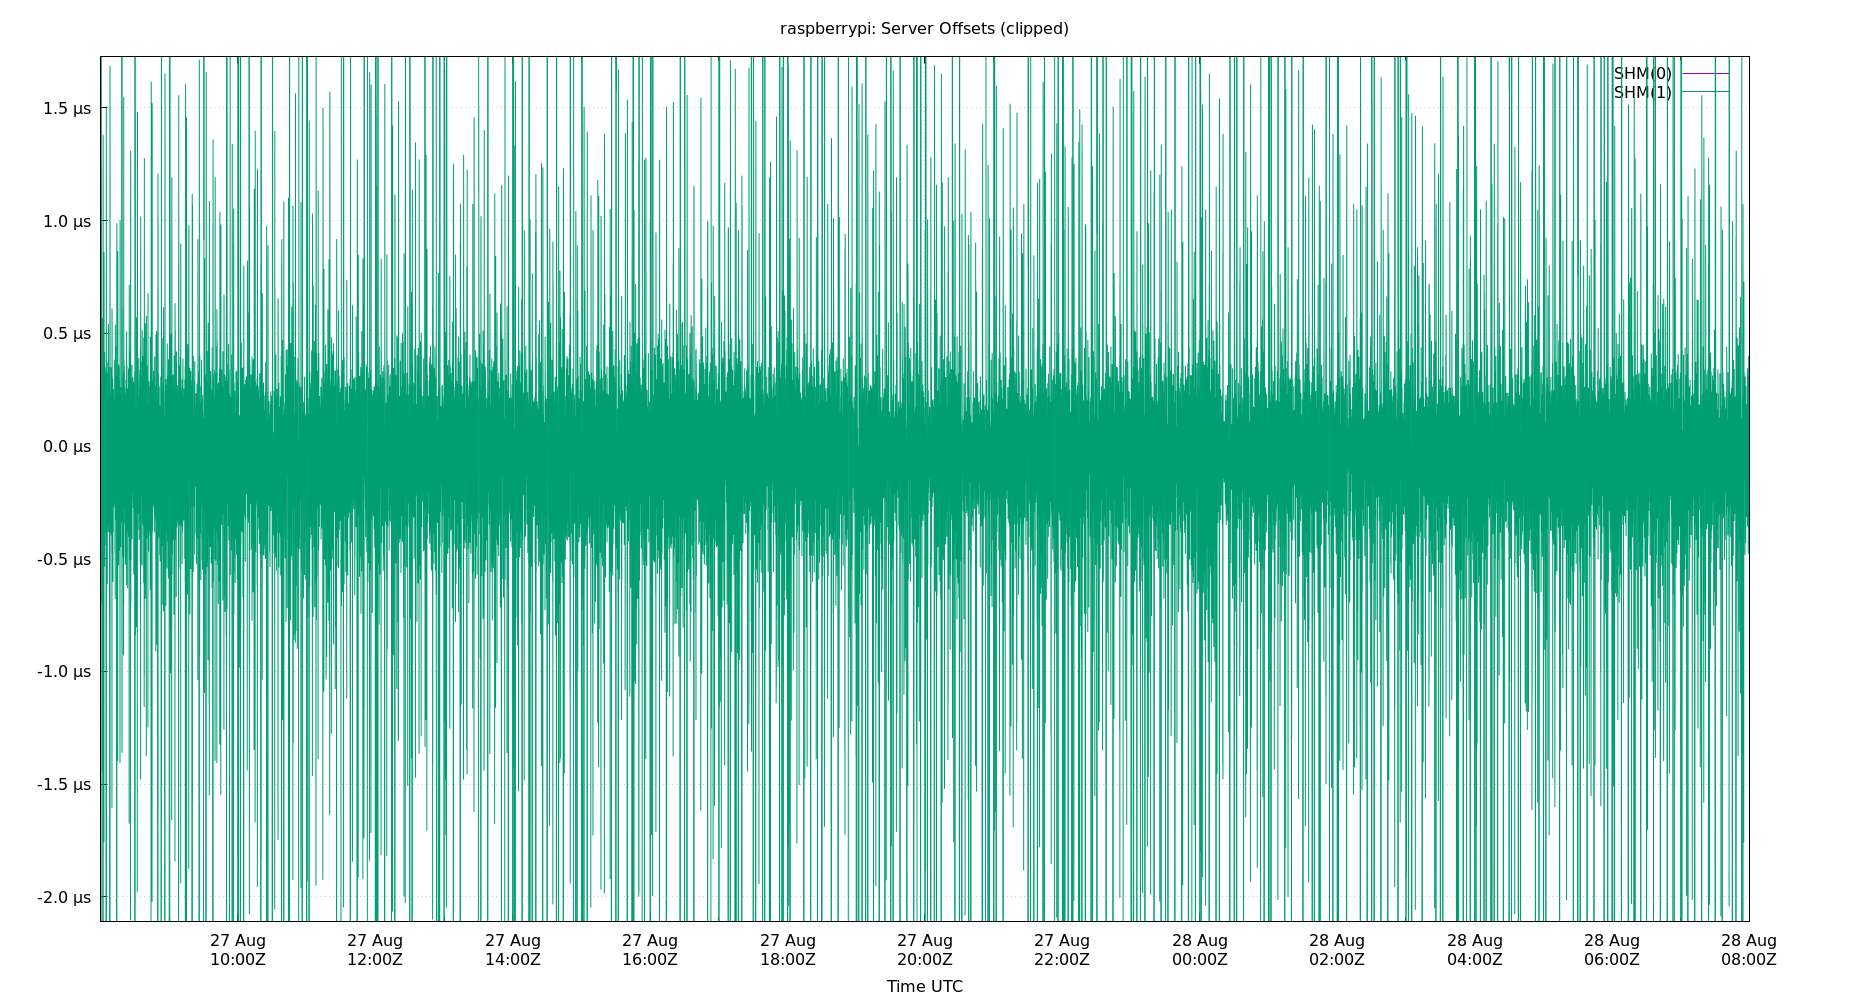 raspberrypi: Server Offsets (clipped)
SHM(0)
SHM(1)
1.5 µs
1.0 µs
0.5 µs
0.0 µs
-0.5 µs
-1.0 µs
-1.5 µs
-2.0 µs
27 Aug 27 Aug 27 Aug 27 Aug 27 Aug 27 Aug 27 Aug 28 Aug 28 Aug 28 Aug 28 Aug 28 Aug
10:00Z 12:00Z 14:00Z 16:00Z 18:00Z 20:00Z 22:00Z 00:00Z 02:00Z 04:00Z 06:00Z 08:00Z
Time UTC